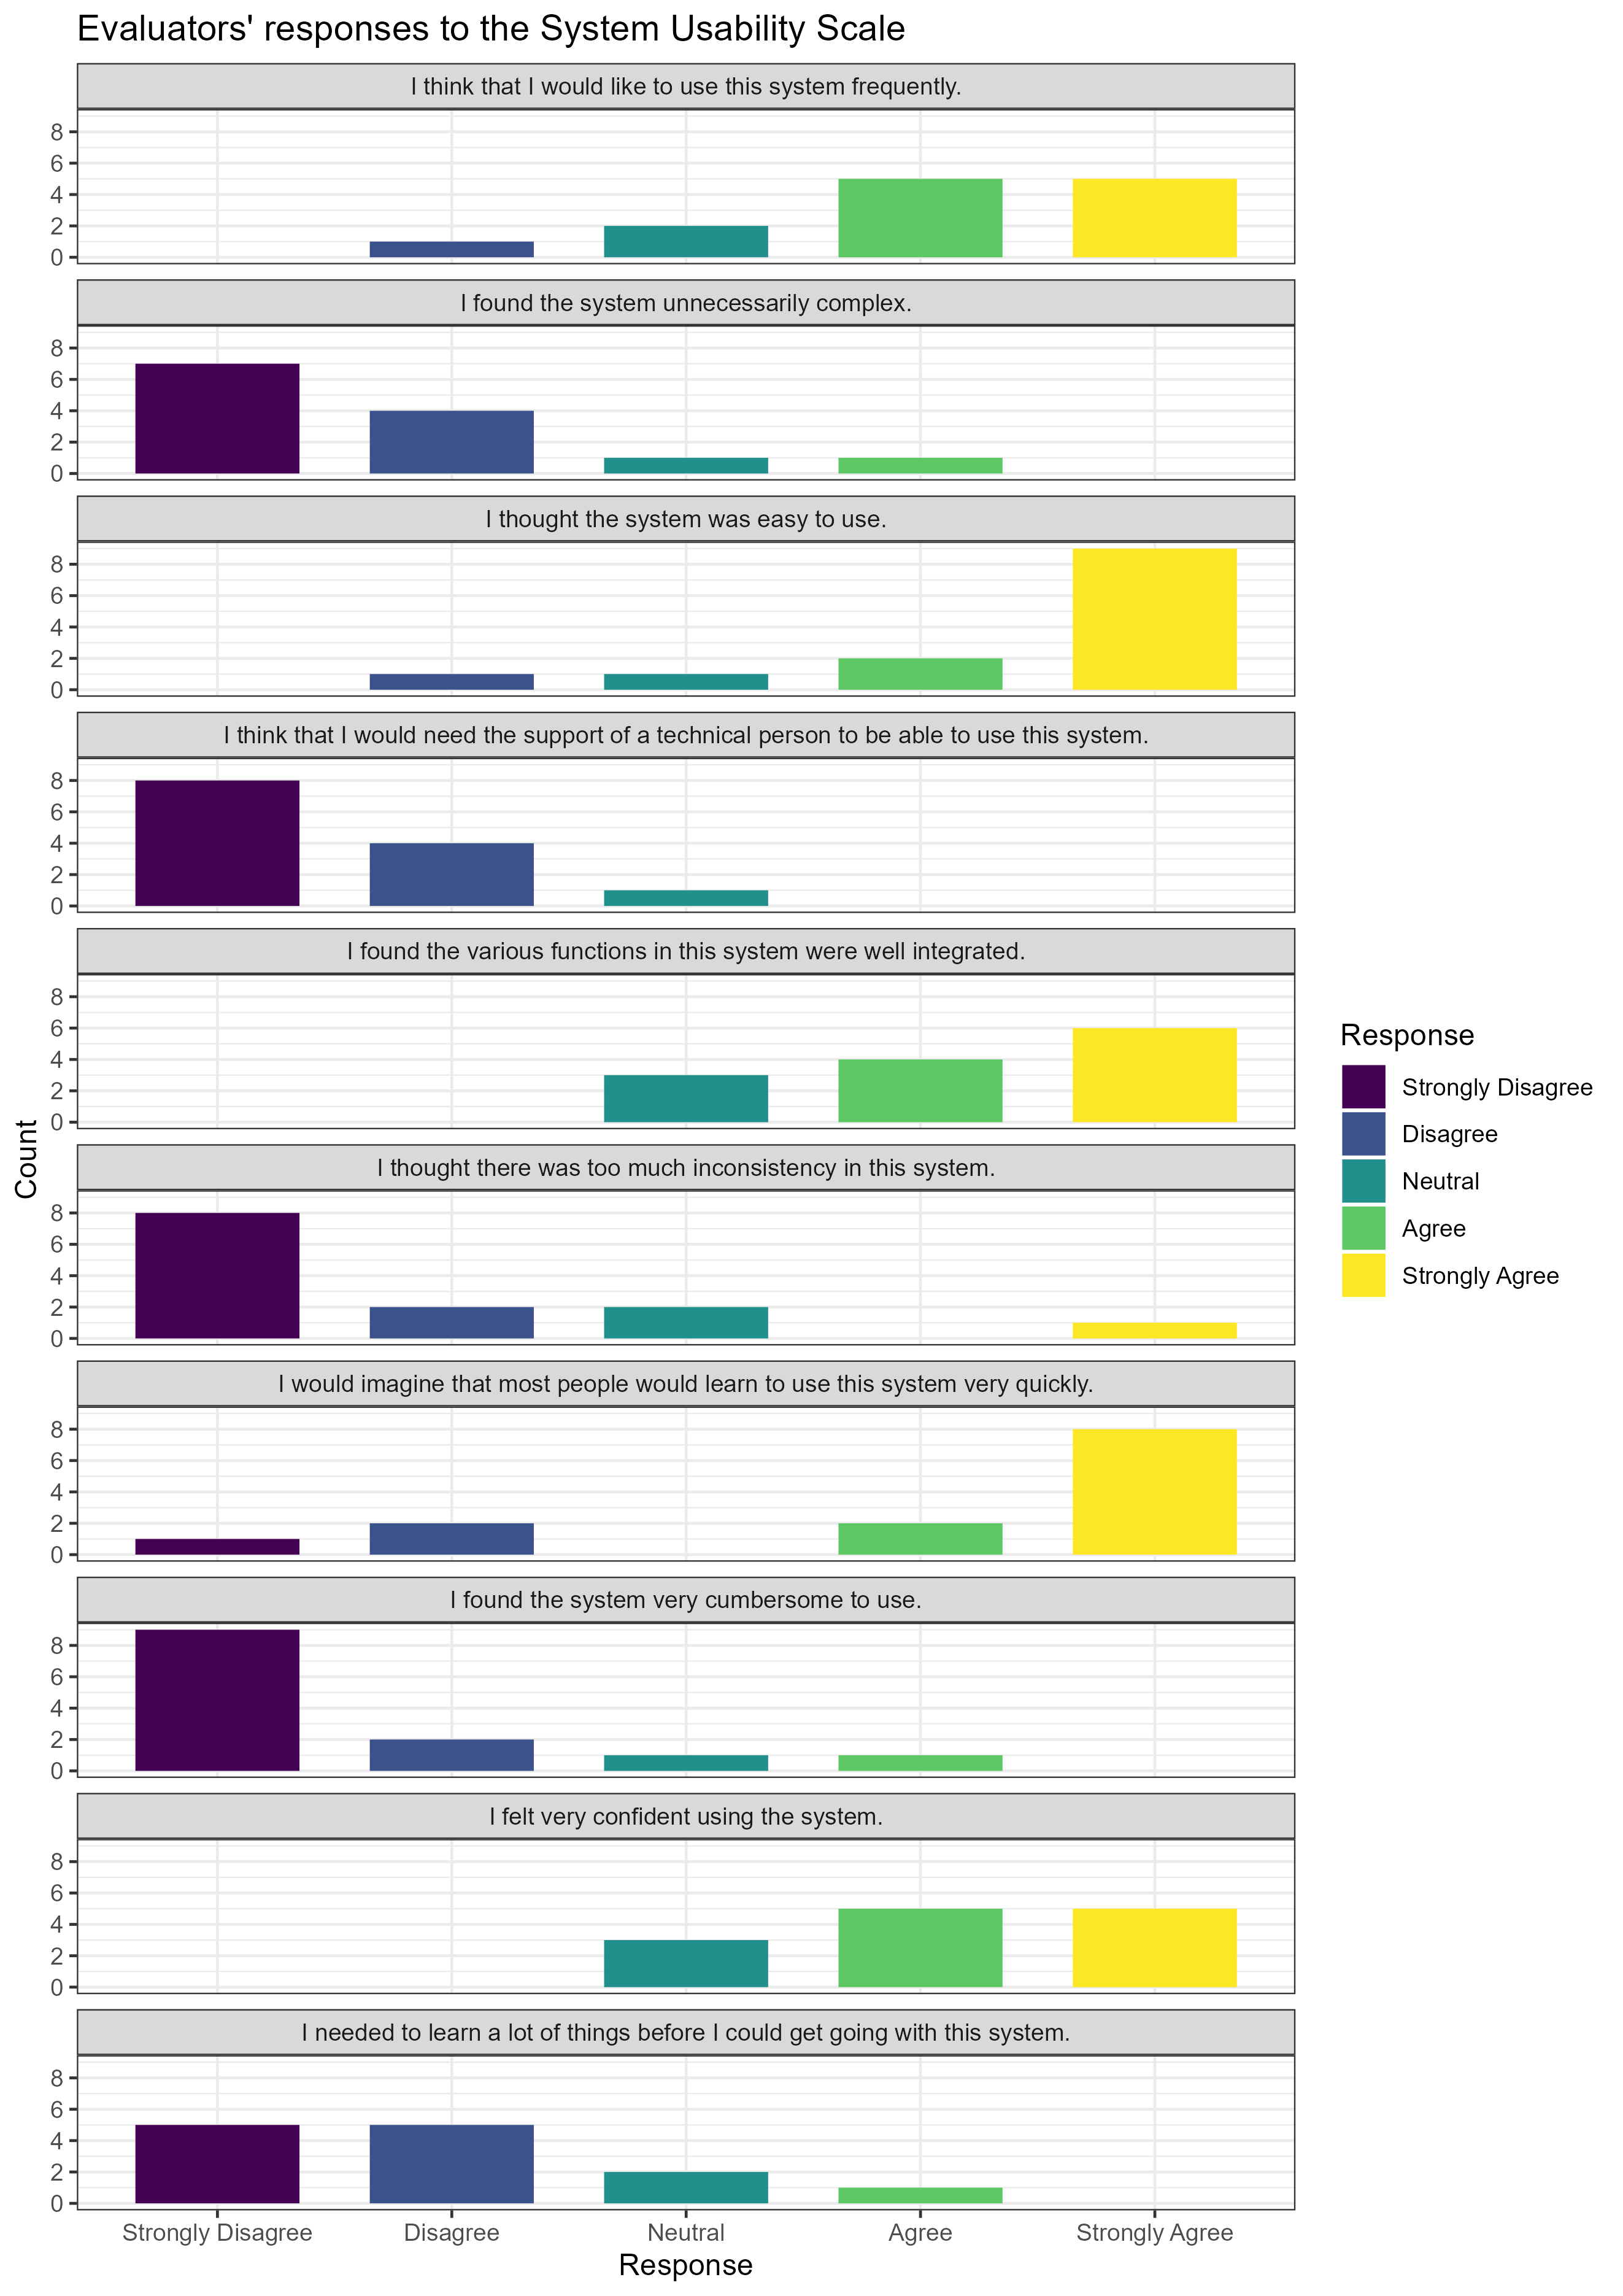 Evaluators' responses to the System Usability Scale
I think that I would like to use this system frequently.
8
6
4
2
0
I found the system unnecessarily complex.
8
6
4
2
0
I thought the system was easy to use.
8
6
4
2
0
I think that I would need the support of a technical person to be able to use this system.
8
6
4
2
0
I found the various functions in this system were well integrated.
8
6
4
2
0
I thought there was too much inconsistency in this system.
8
6
4
2
0
I would imagine that most people would learn to use this system very quickly.
8
6
4
2
0
I found the system very cumbersome to use.
8
6
4
2
0
I felt very confident using the system.
8
6
4
2
0
I needed to learn a lot of things before I could get going with this system.
8
6
4
2
0
Strongly Disagree Disagree Neutral Agree Strongly Agree
Response
Count
Response
Strongly Disagree
Disagree
Neutral
Agree
Strongly Agree